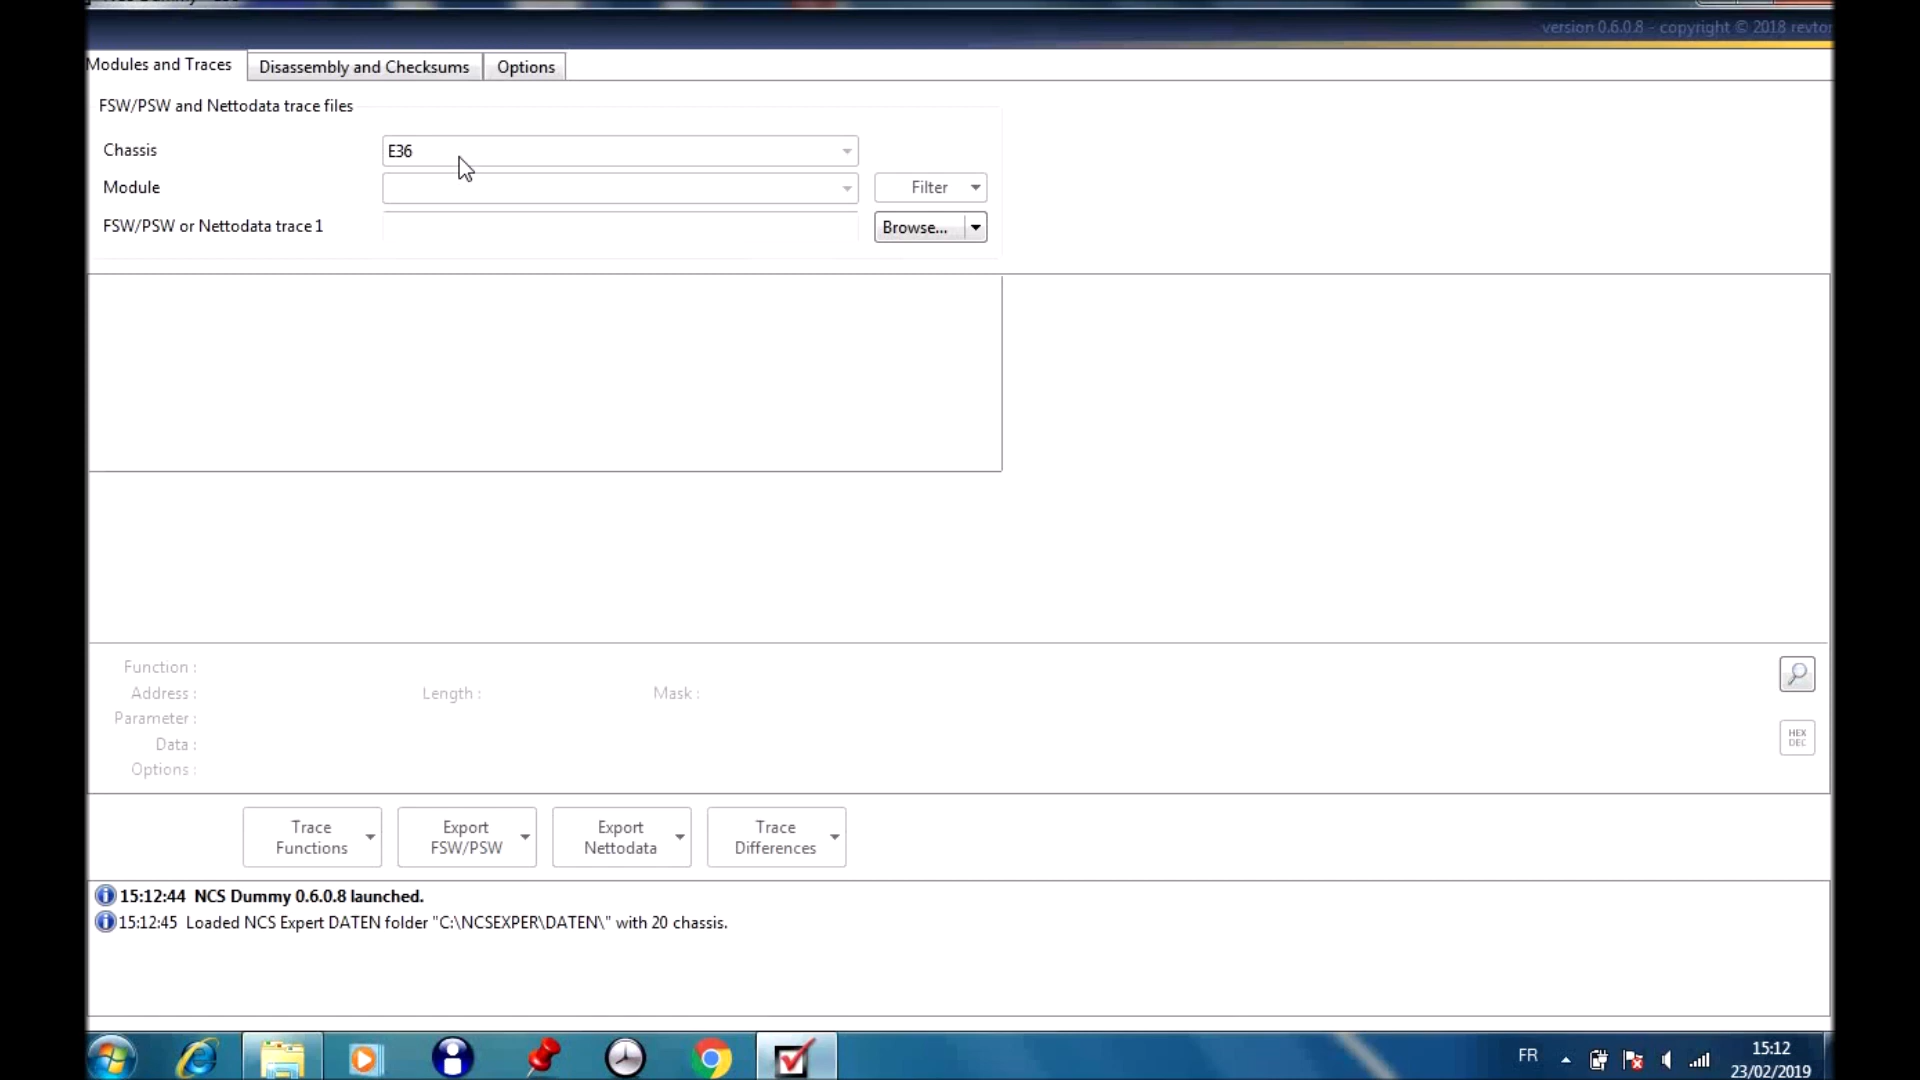 version 0.6.0.8 - copyright © 2018 revtor
Modules and Traces
Disassembly and Checksums
Options
FSW/PSW and Nettodata trace files
Chassis
E36
Module
Filter
FSW/PSW or Nettodata trace 1
Browse...
Function :
Address :
Length :
Mask :
Parameter :
Data :
Options :
HEX
DEC
Trace
Functions
Export
FSW/PSW
Export
Nettodata
Trace
Differences
15:12:44 NCS Dummy 0.6.0.8 launched.
15:12:45 Loaded NCS Expert DATEN folder "C:\NCSEXPER\DATEN\" with 20 chassis.
FR
15:12
23/02/2019